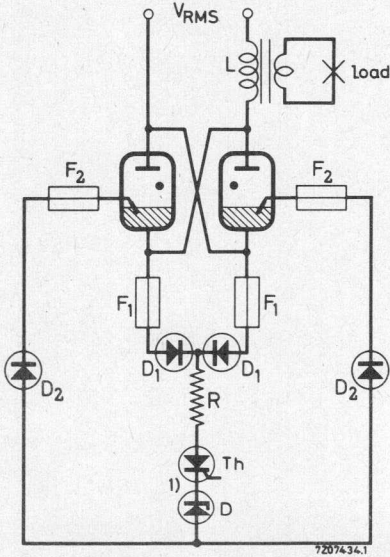 V_RMS
L
load
F₂
F₂
F₁
F₁
D₁
D₁
D₂
D₂
R
Th
1)
D
7207434.1